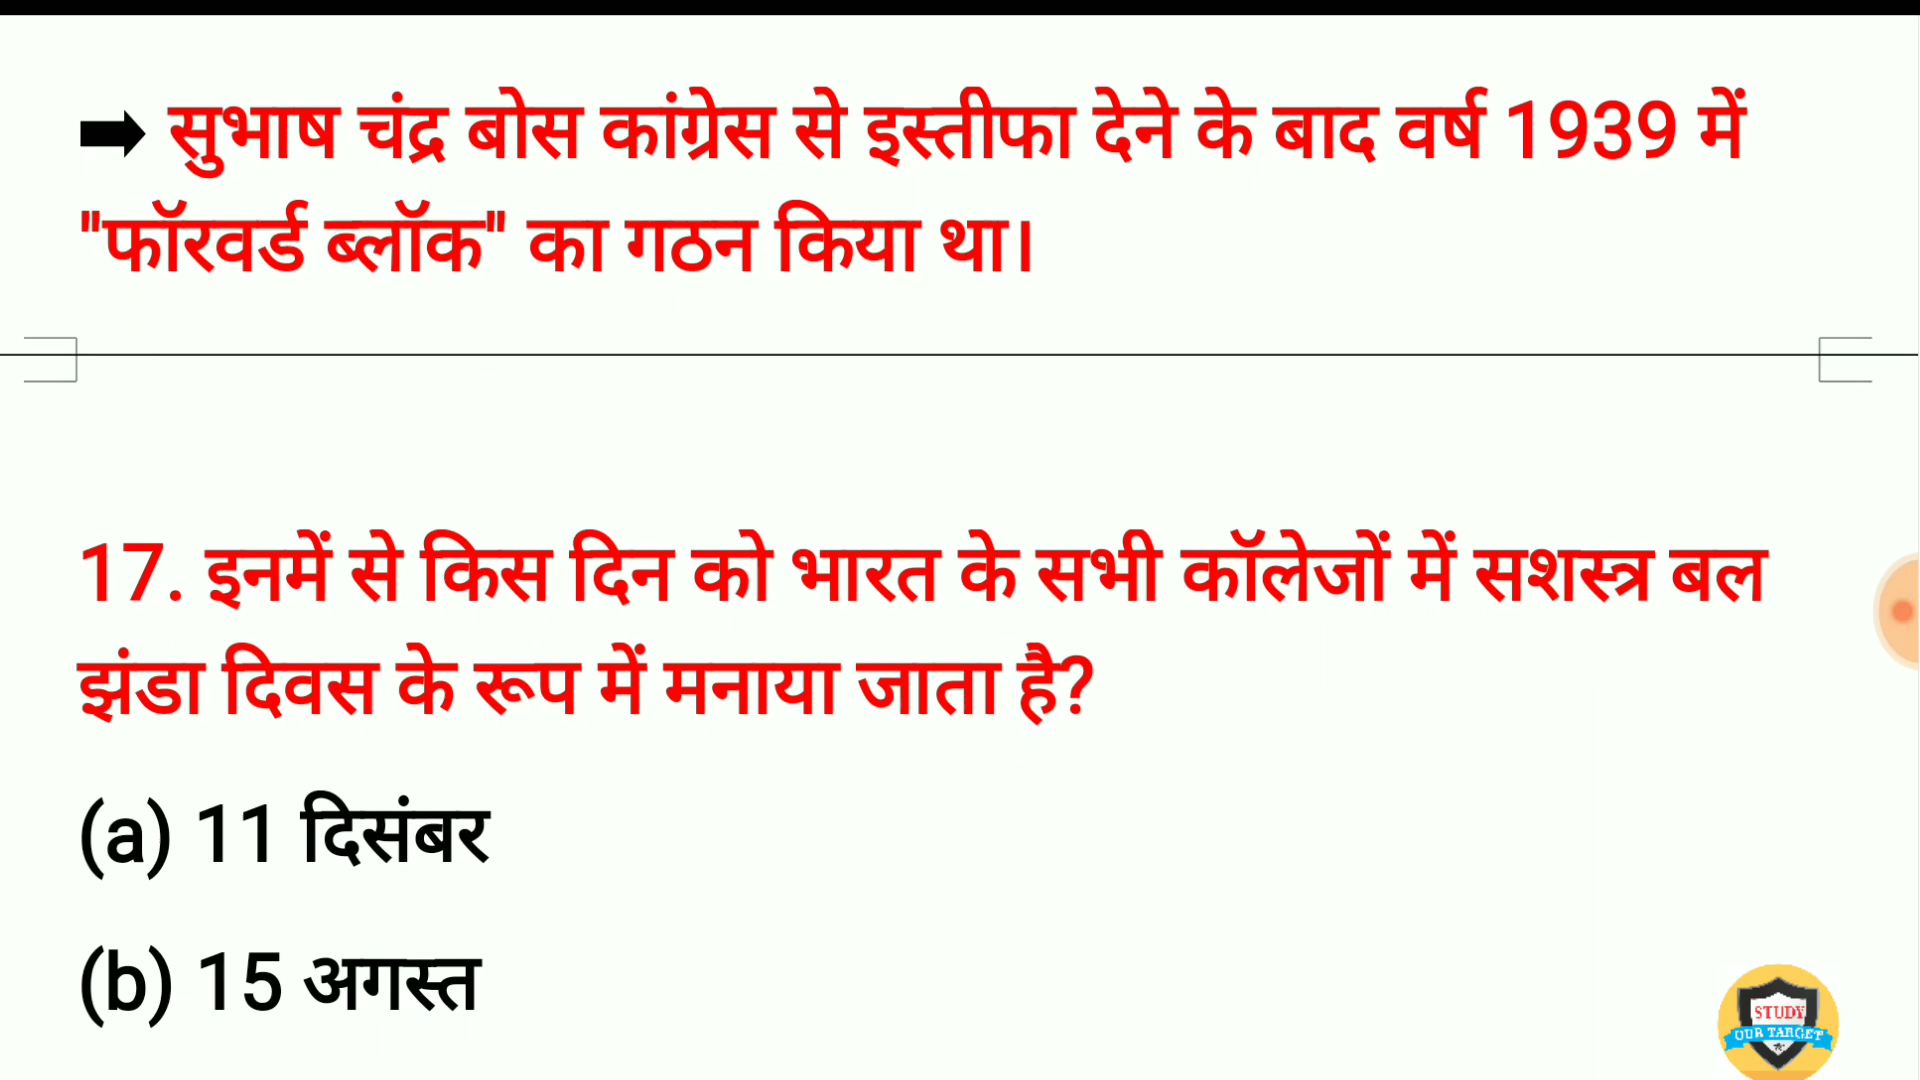 ➡ सुभाष चंद्र बोस कांग्रेस से इस्तीफा देने के बाद वर्ष 1939 में
"फॉरवर्ड ब्लॉक" का गठन किया था।
17. इनमें से किस दिन को भारत के सभी कॉलेजों में सशस्त्र बल
झंडा दिवस के रूप में मनाया जाता है?
(a) 11 दिसंबर
(b) 15 अगस्त
STUDY
OUR TARGET